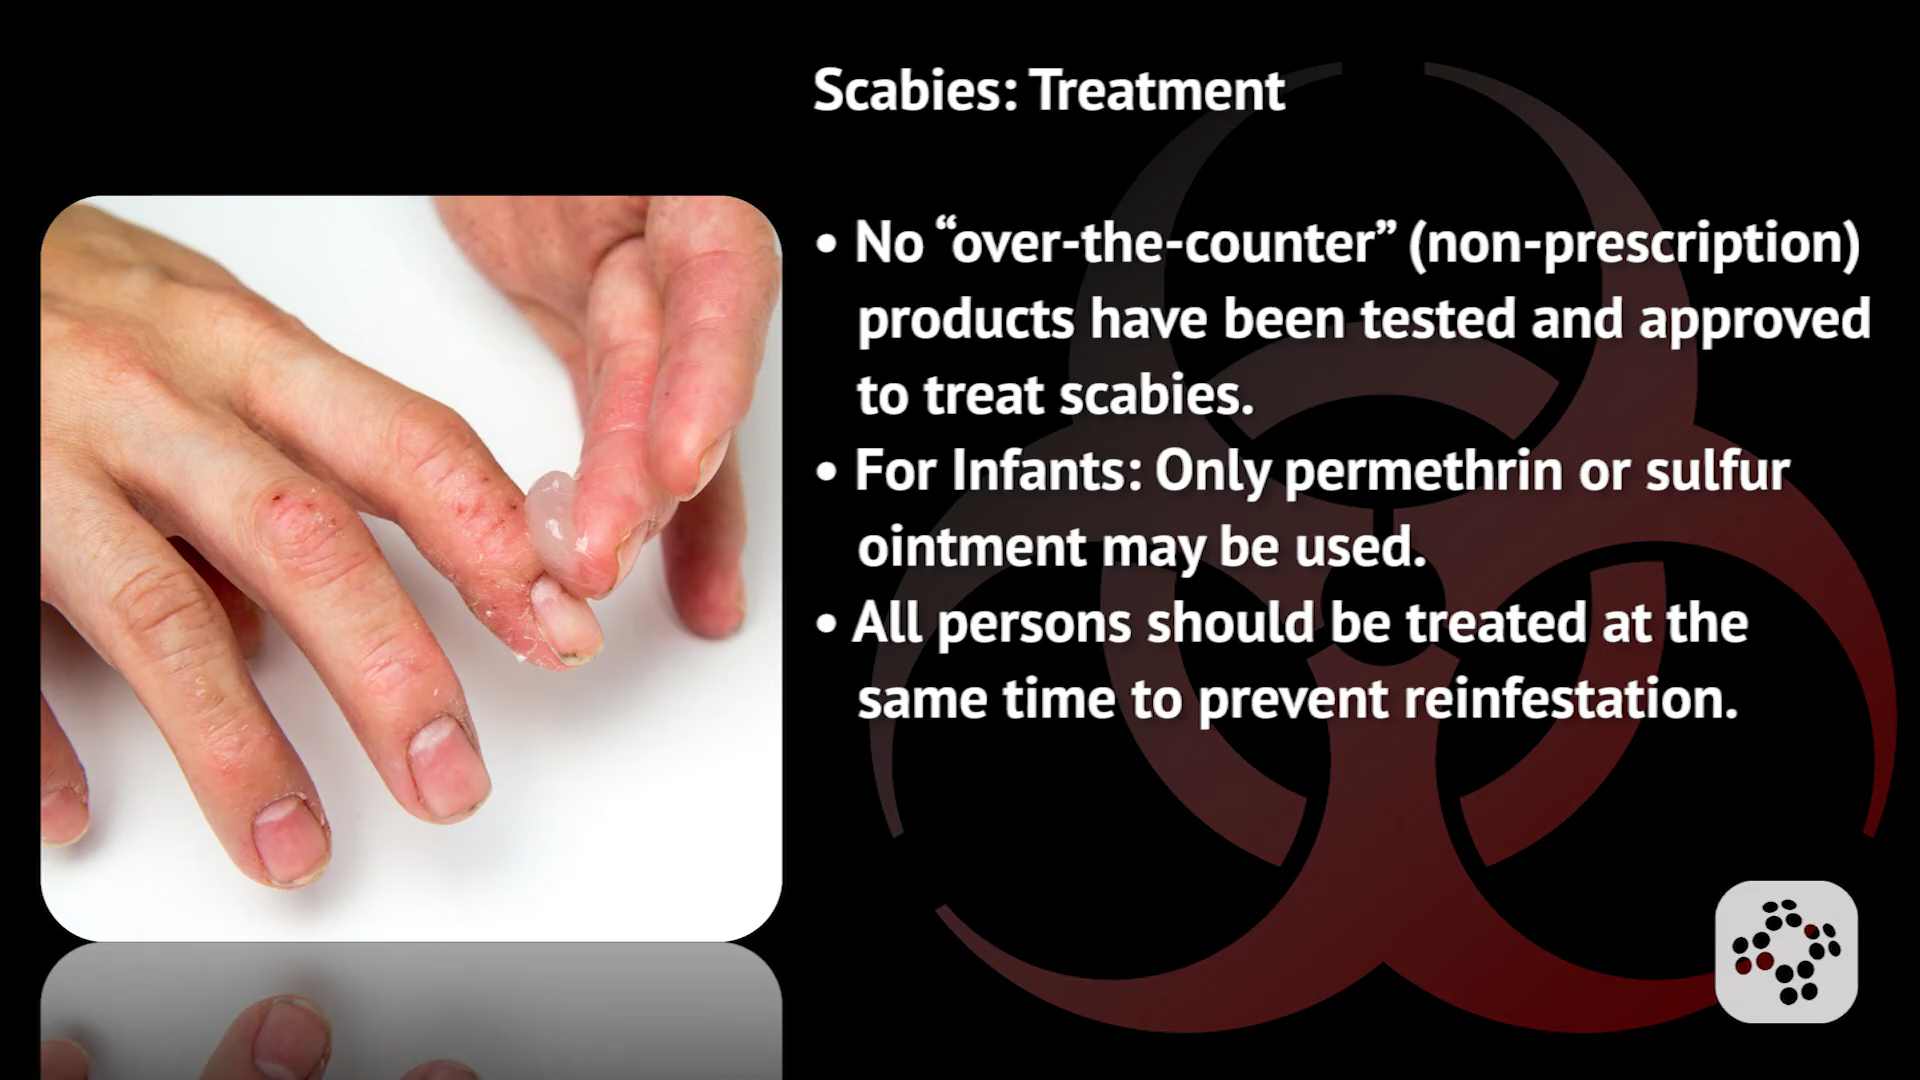 Scabies: Treatment
• No “over-the-counter” (non-prescription)
products have been tested and approved
to treat scabies.
• For Infants: Only permethrin or sulfur
ointment may be used.
• All persons should be treated at the
same time to prevent reinfestation.